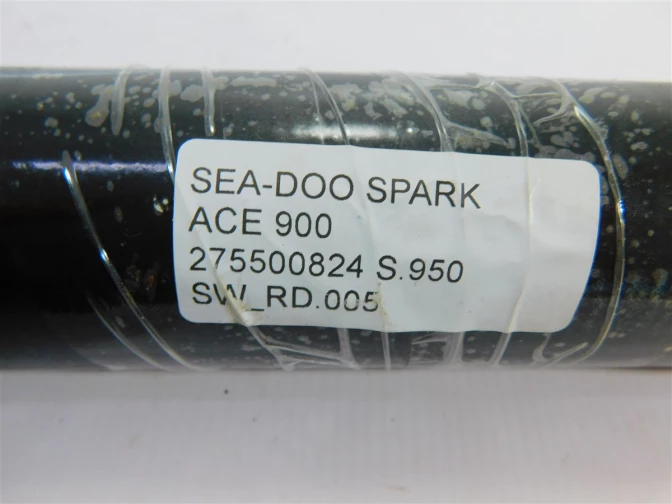 SEA-DOO SPARK
ACE 900
275500824 S.950
SW_RD.005